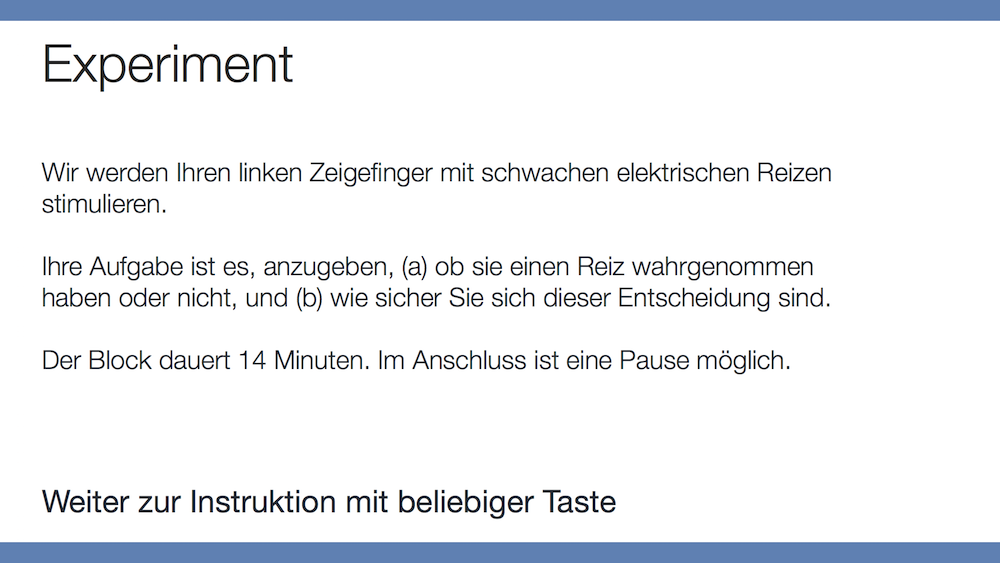 Experiment
Wir werden Ihren linken Zeigefinger mit schwachen elektrischen Reizen
stimulieren.
Ihre Aufgabe ist es, anzugeben, (a) ob sie einen Reiz wahrgenommen
haben oder nicht, und (b) wie sicher Sie sich dieser Entscheidung sind.
Der Block dauert 14 Minuten. Im Anschluss ist eine Pause möglich.
Weiter zur Instruktion mit beliebiger Taste